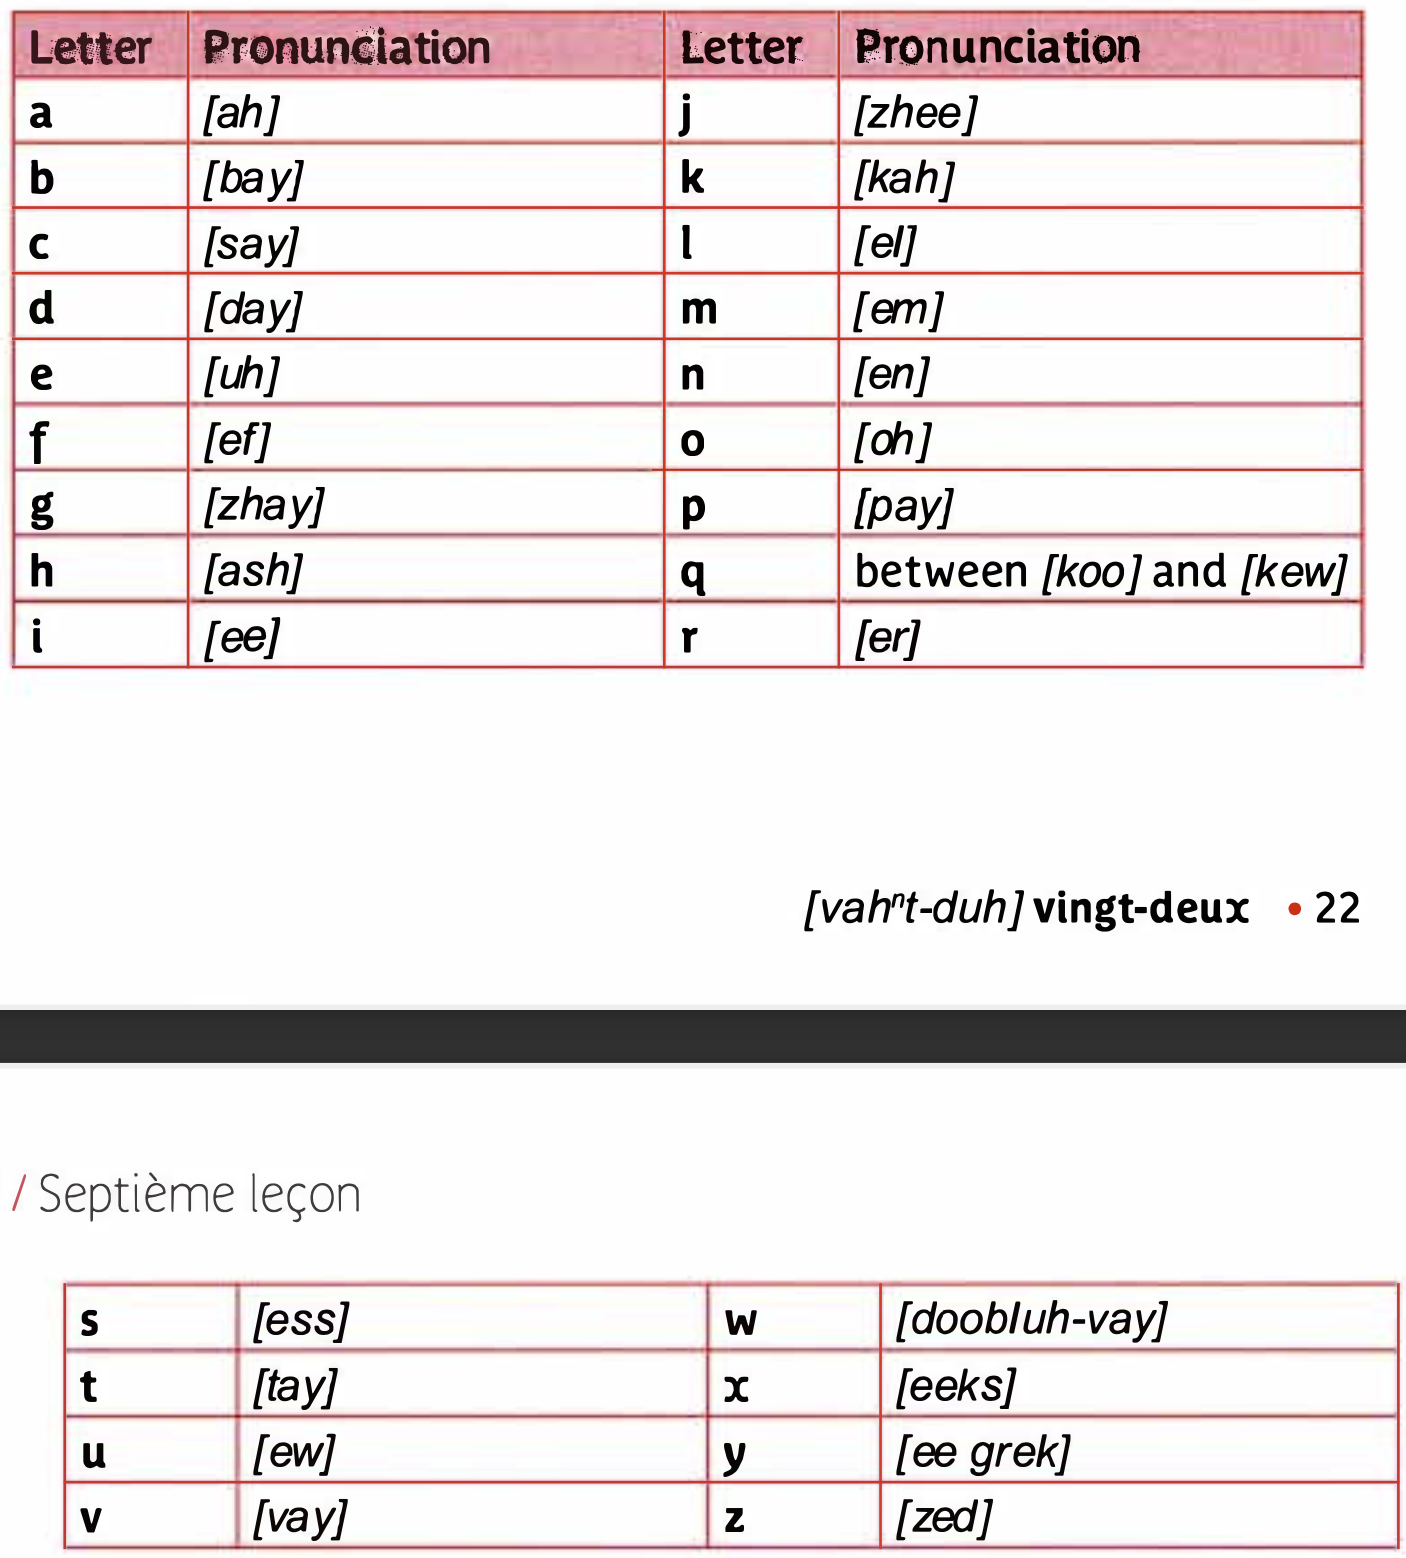 Letter Pronunciation Letter Pronunciation
a [ah] j [zhee]
b [bay] k [kah]
c [say] l [el]
d [day] m [em]
e [uh] n [en]
f [ef] o [oh]
g [zhay] p [pay]
h [ash] q between [koo] and [kew]
i [ee] r [er]
[vahⁿt-duh] vingt-deux • 22
/ Septième leçon
s [ess] w [doobluh-vay]
t [tay] x [eeks]
u [ew] y [ee grek]
v [vay] z [zed]